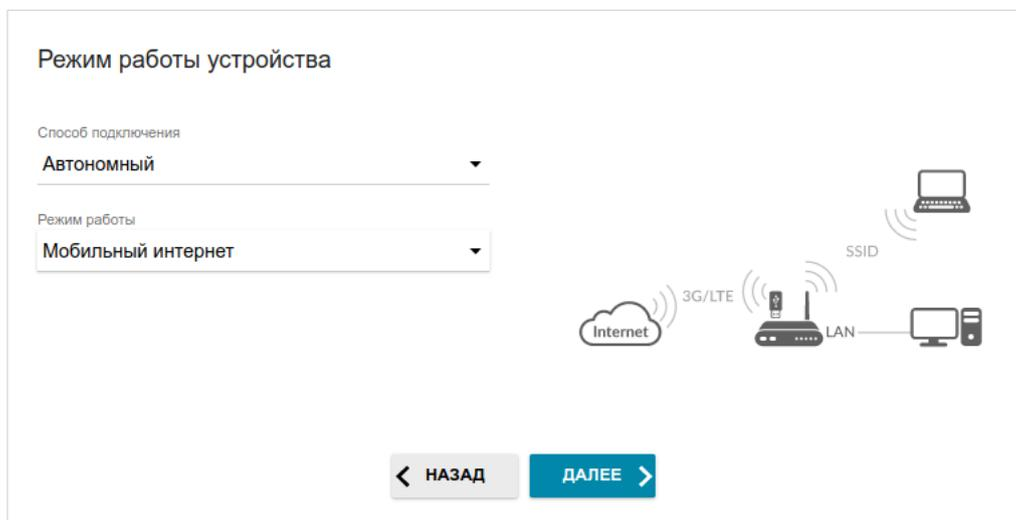 Режим работы устройства
Способ подключения
Автономный
Режим работы
Мобильный интернет
SSID
3G/LTE
Internet
LAN
НАЗАД
ДАЛЕЕ